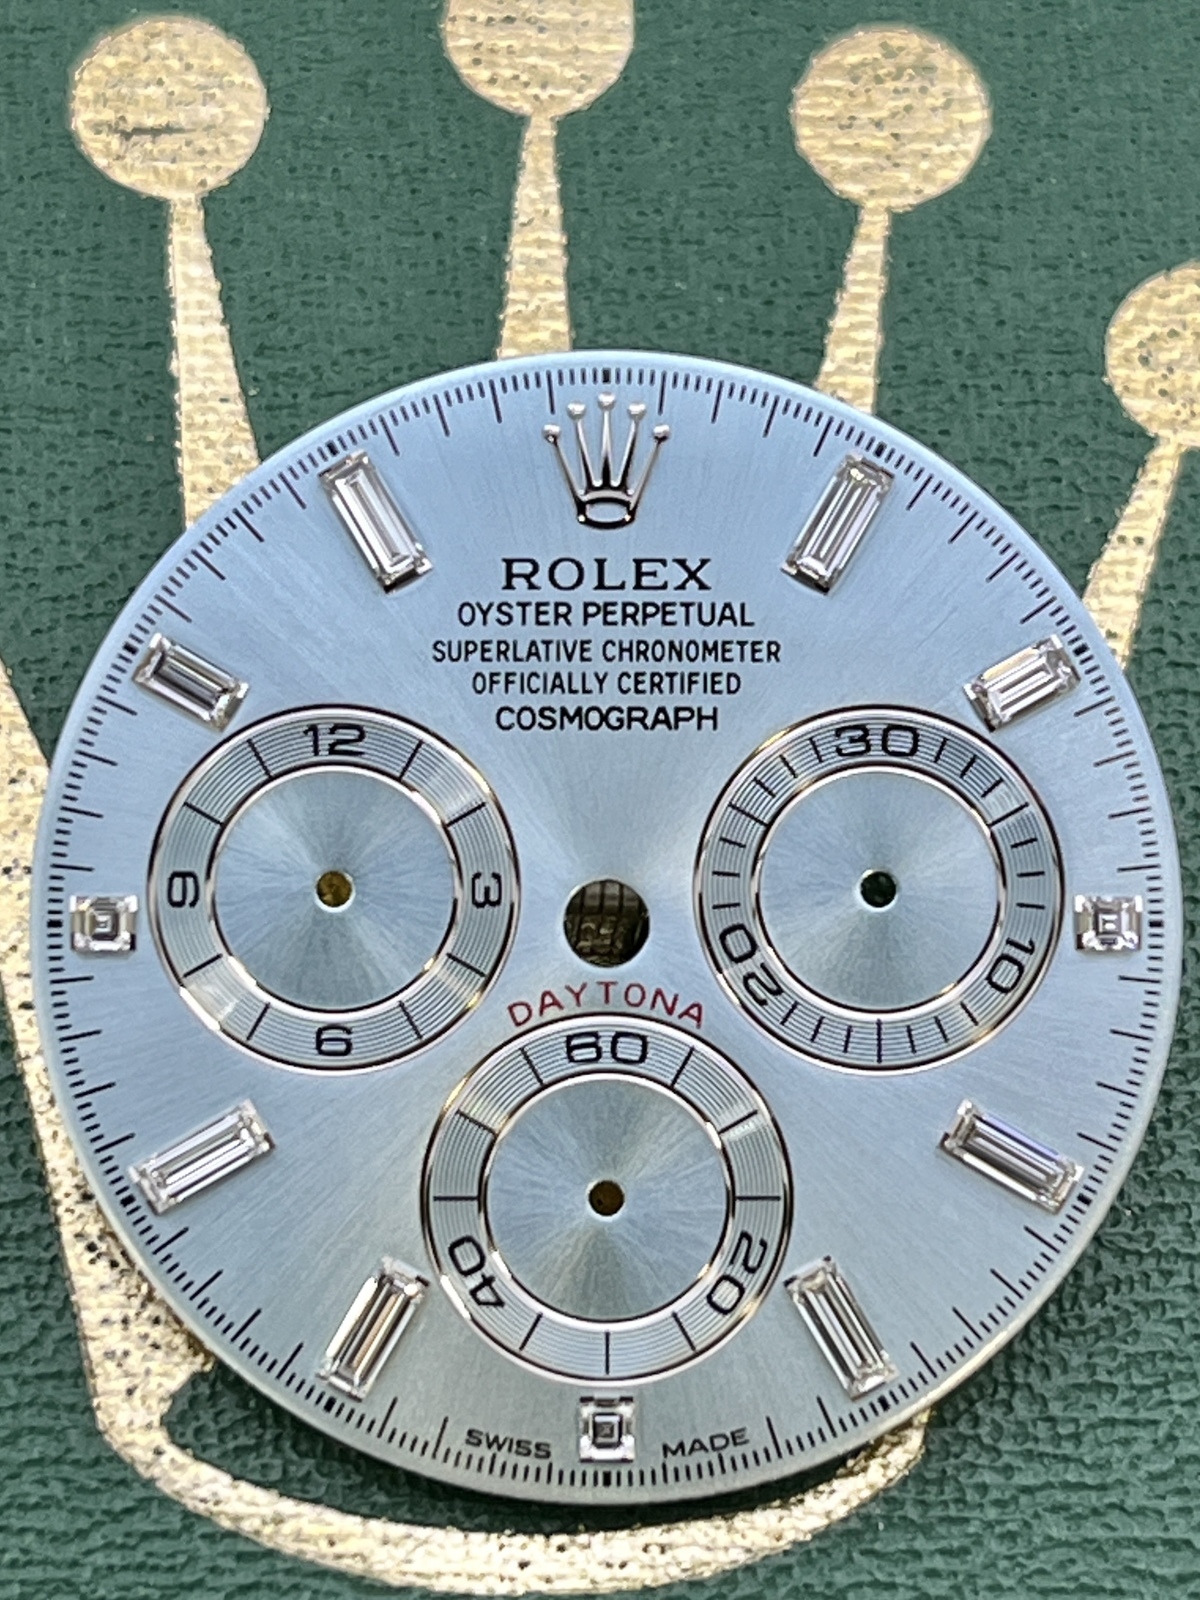 ROLEX
OYSTER PERPETUAL
SUPERLATIVE CHRONOMETER
OFFICIALLY CERTIFIED
COSMOGRAPH
12
3
6
9
30
10
20
DAYTONA
60
20
40
SWISS MADE